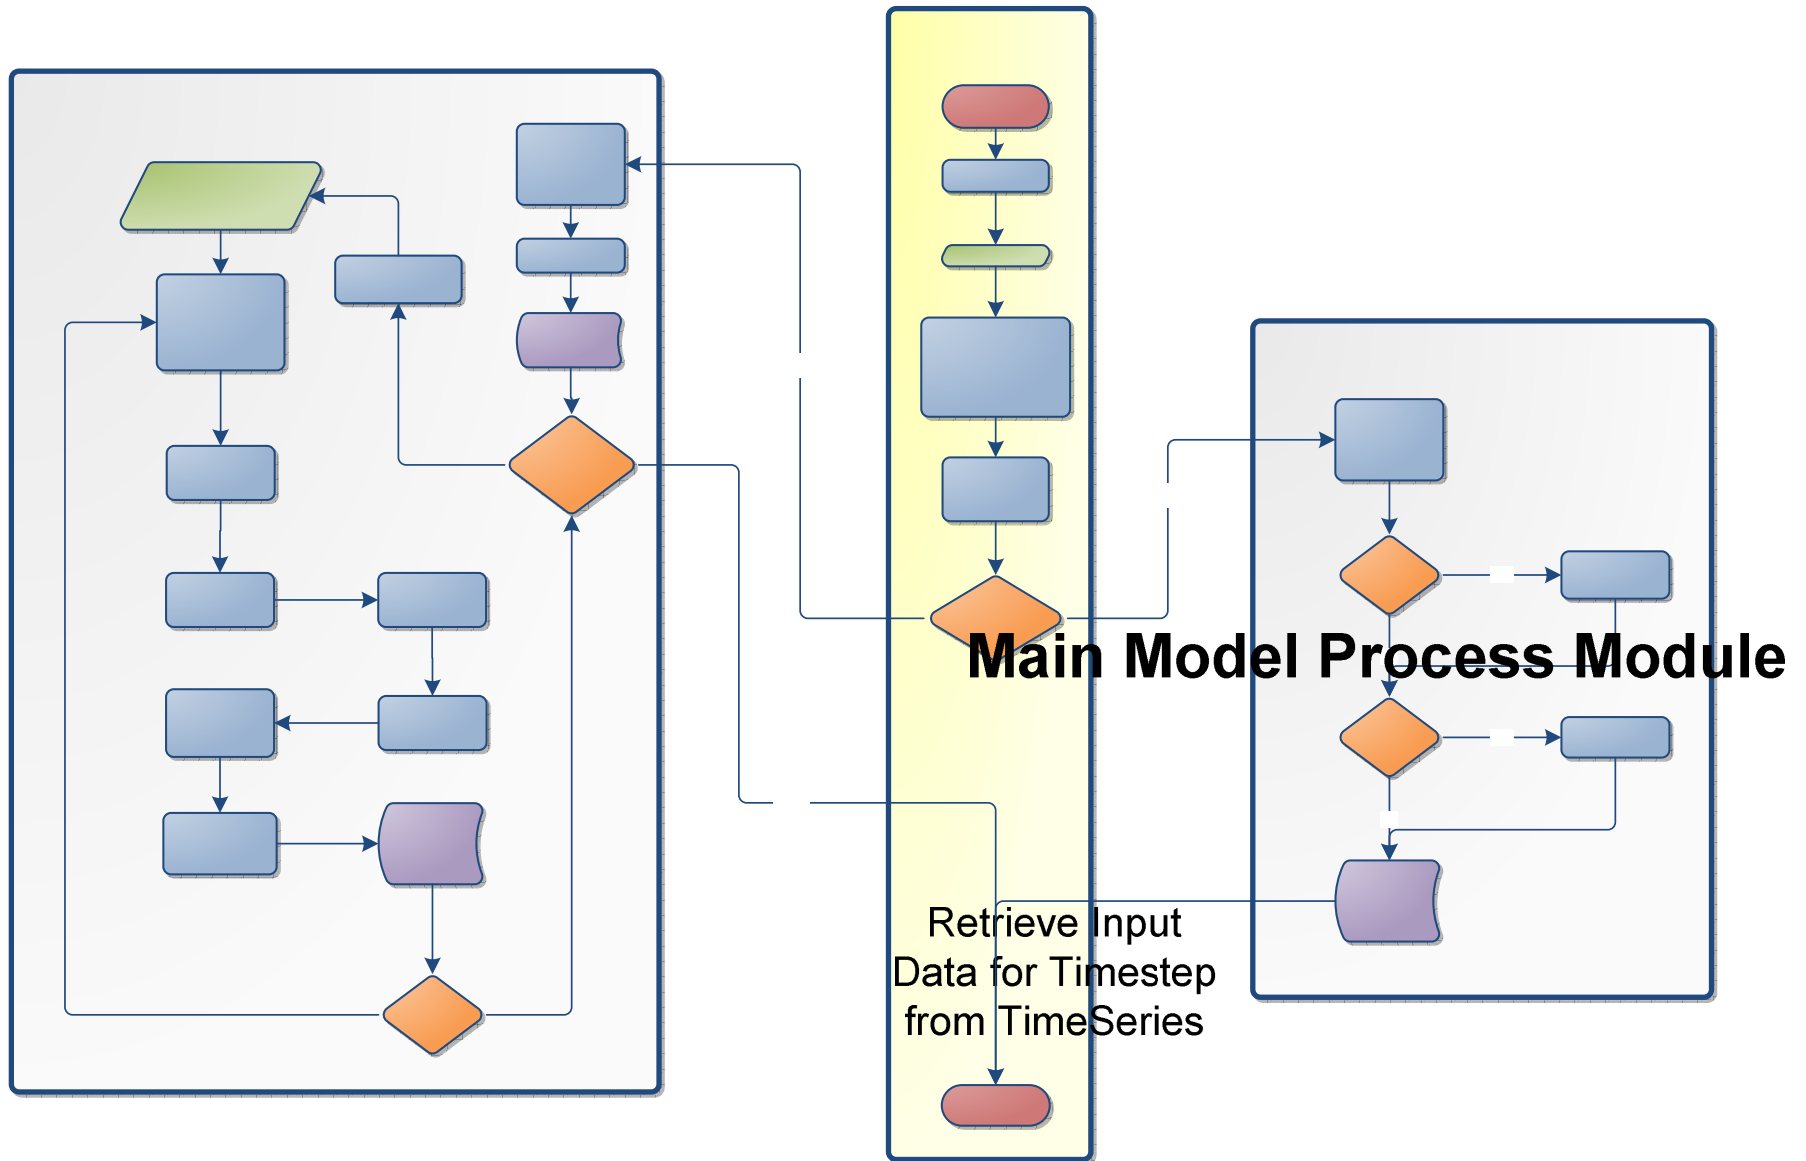 Main Model Process Module
Retrieve Input
Data for Timestep
from TimeSeries